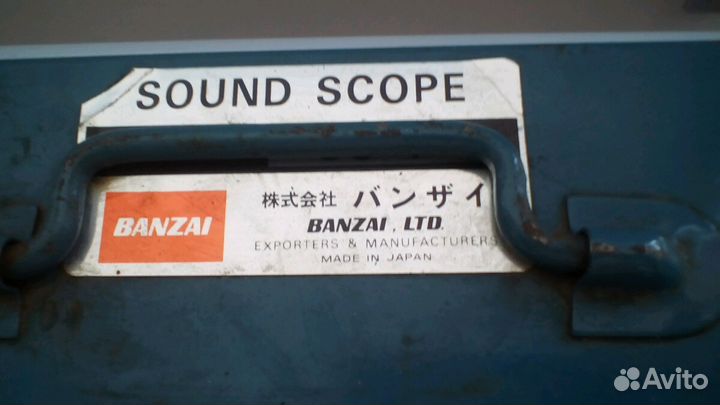 SOUND SCOPE
BANZAI
株式会社 バンザイ
BANZAI, LTD.
EXPORTERS & MANUFACTURERS
MADE IN JAPAN
Avito